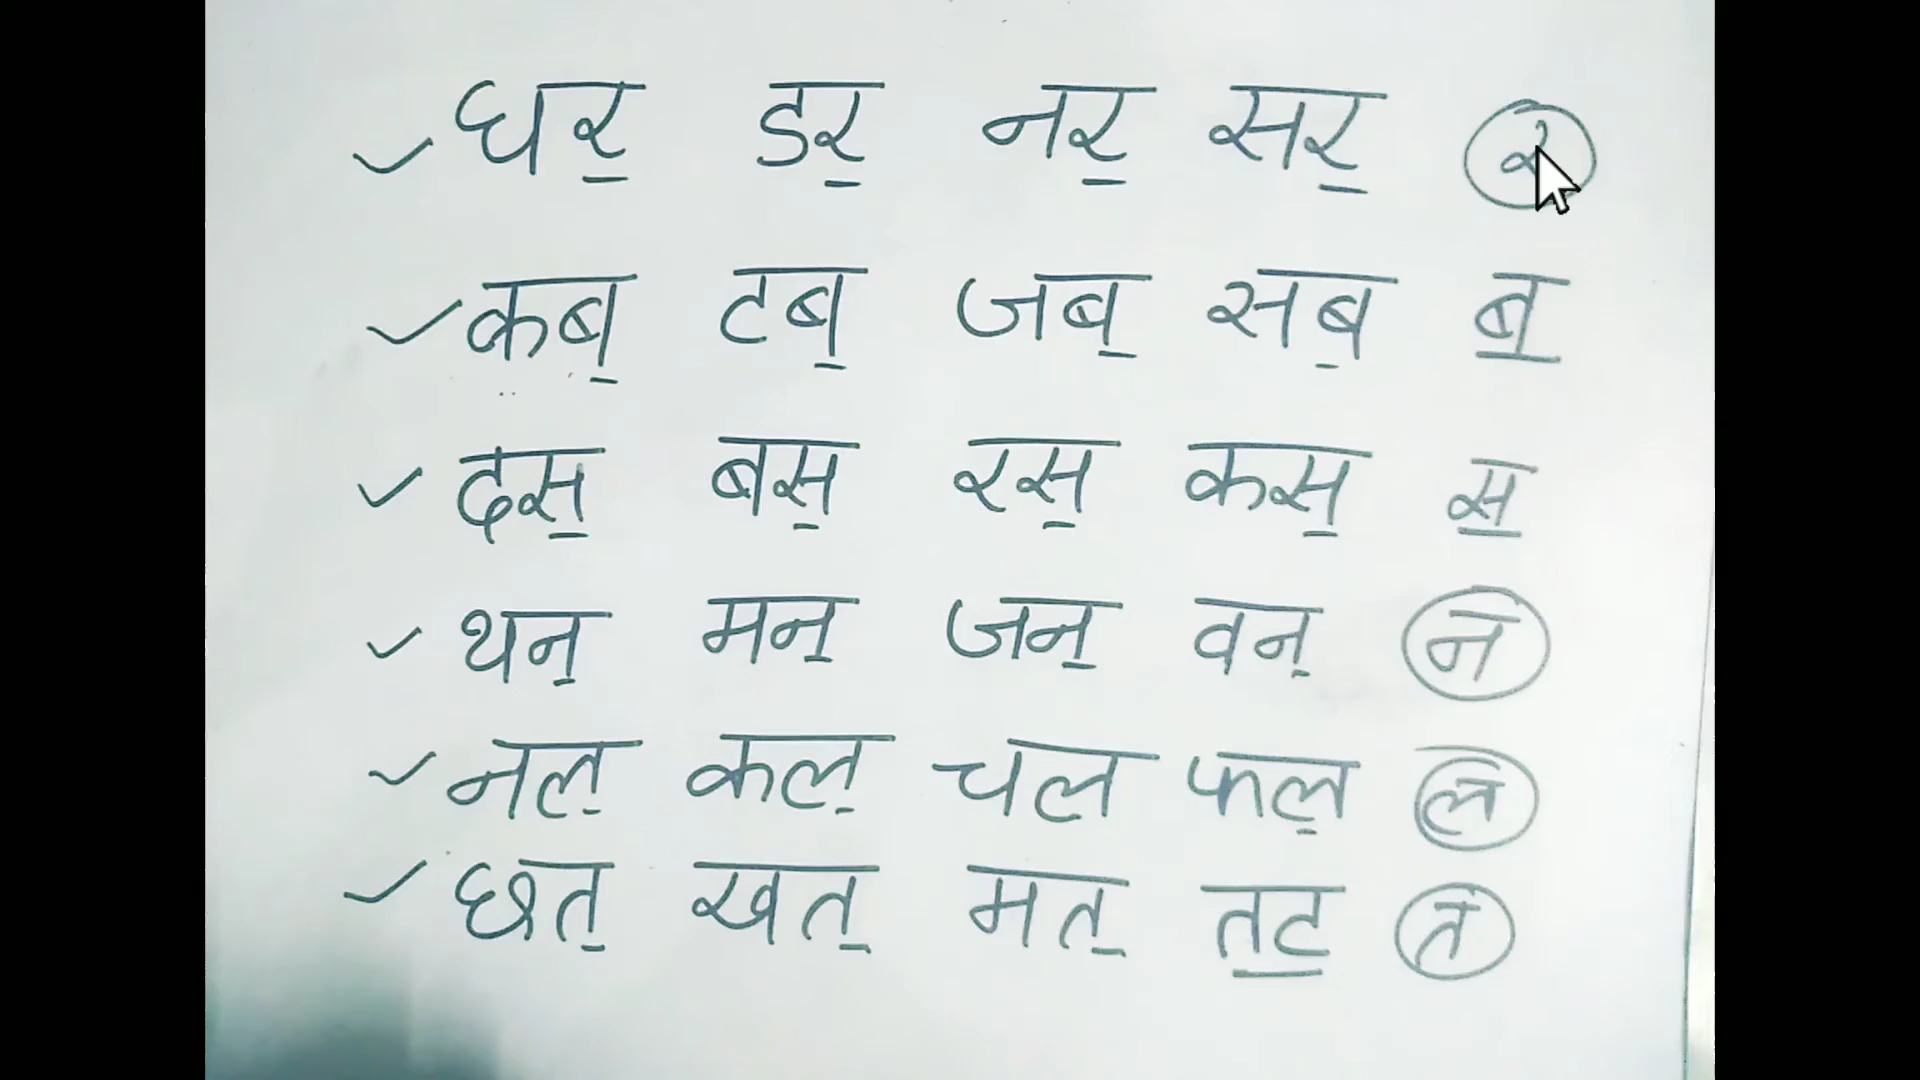 घर डर नर सर र
कब टब जब सब ब
दस बस रस कस स
थन मन जन वन न
नल कल चल फल ल
छत खत मत तट त